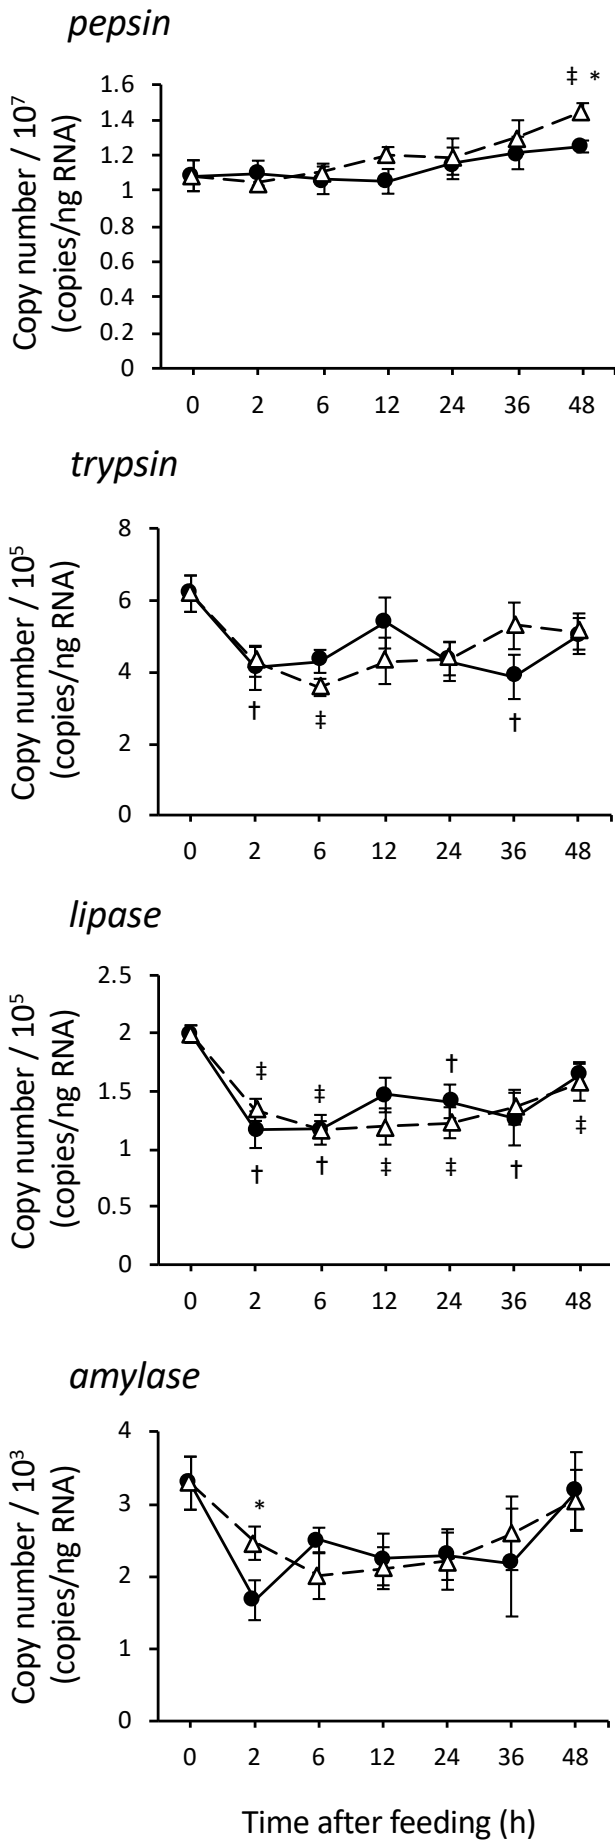 pepsin
‡ *
Copy number / 10⁷
(copies/ng RNA)
1.6
1.4
1.2
1
0.8
0.6
0.4
0.2
0
0 2 6 12 24 36 48
trypsin
Copy number / 10⁵
(copies/ng RNA)
8
6
4
2
0
† ‡ †
0 2 6 12 24 36 48
lipase
Copy number / 10⁵
(copies/ng RNA)
2.5
2
1.5
1
0.5
0
‡ ‡ †
† † ‡ ‡ † ‡
0 2 6 12 24 36 48
amylase
Copy number / 10³
(copies/ng RNA)
4
3
2
1
0
*
0 2 6 12 24 36 48
Time after feeding (h)